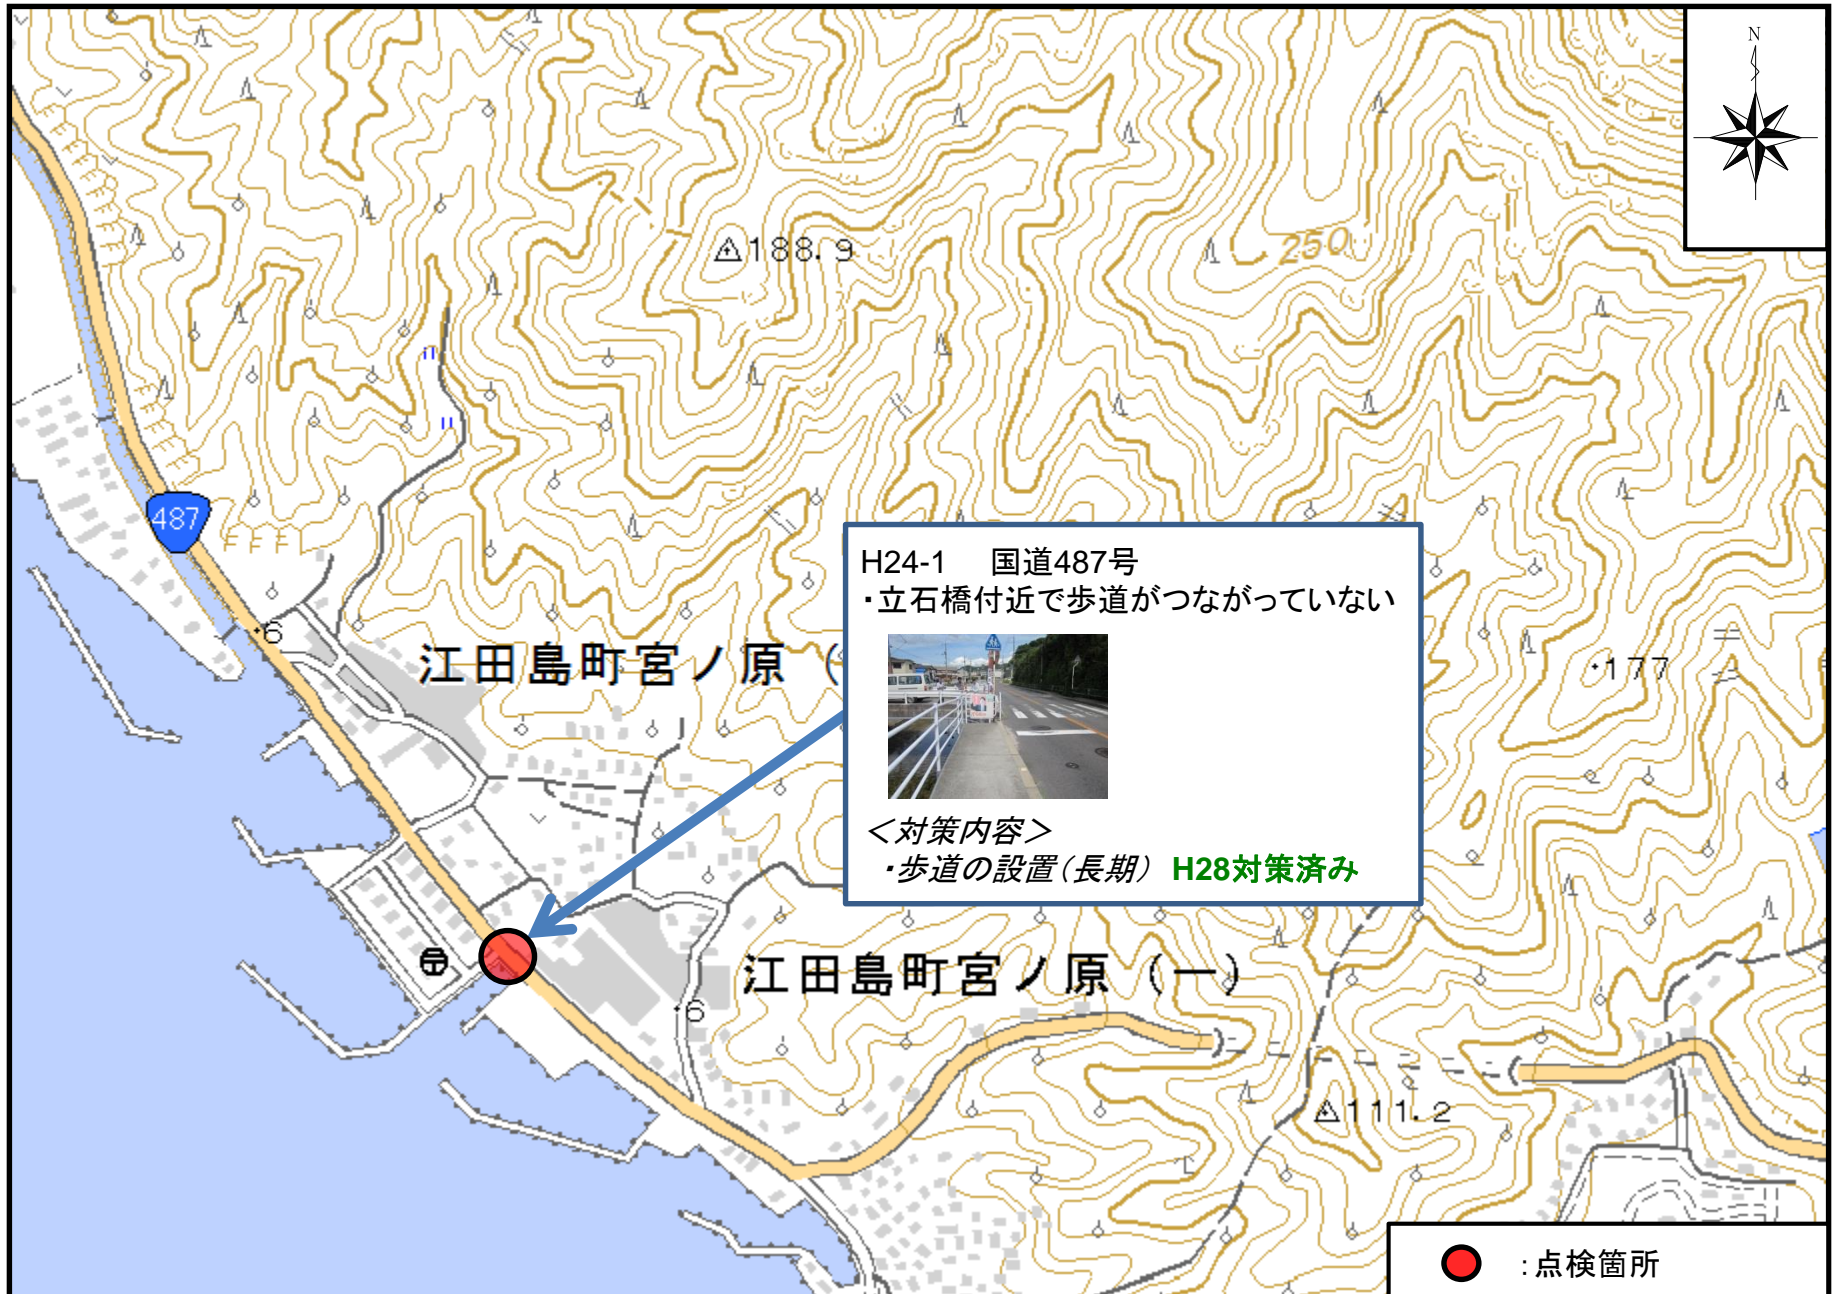 N
188.9
250
487
H24-1 国道487号
・立石橋付近で歩道がつながっていない
6
江田島町宮ノ原（
177
＜対策内容＞
・歩道の設置（長期） H28対策済み
江田島町宮ノ原（一）
6
111.2
：点検箇所